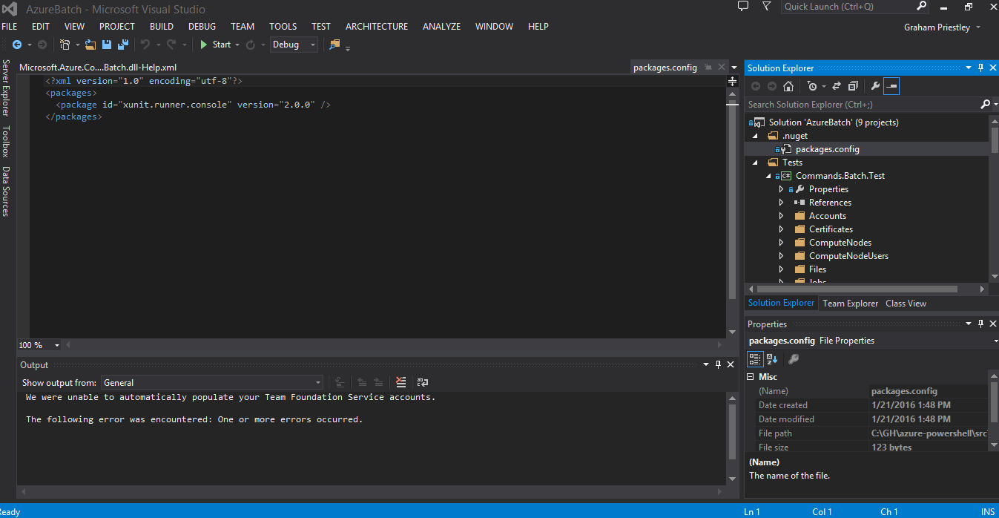 AzureBatch - Microsoft Visual Studio
Quick Launch (Ctrl+Q)
FILE EDIT VIEW PROJECT BUILD DEBUG TEAM TOOLS TEST ARCHITECTURE ANALYZE WINDOW HELP
Graham Priestley
Start Debug
Server Explorer
Toolbox
Data Sources
Microsoft.Azure.Co....Batch.dll-Help.xml
packages.config
<?xml version="1.0" encoding="utf-8"?>
<packages>
<package id="xunit.runner.console" version="2.0.0" />
</packages>
100 %
Output
Show output from: General
We were unable to automatically populate your Team Foundation Service accounts.
The following error was encountered: One or more errors occurred.
Solution Explorer
Search Solution Explorer (Ctrl+;)
Solution 'AzureBatch' (9 projects)
.nuget
packages.config
Tests
C# Commands.Batch.Test
Properties
References
Accounts
Certificates
ComputeNodes
ComputeNodeUsers
Files
Jobs
Solution Explorer Team Explorer Class View
Properties
packages.config File Properties
Misc
(Name) packages.config
Date created 1/21/2016 1:48 PM
Date modified 1/21/2016 1:48 PM
File path C:\GH\azure-powershell\src\
File size 123 bytes
(Name)
The name of the file.
Ready
Ln 1 Col 1 Ch 1 INS